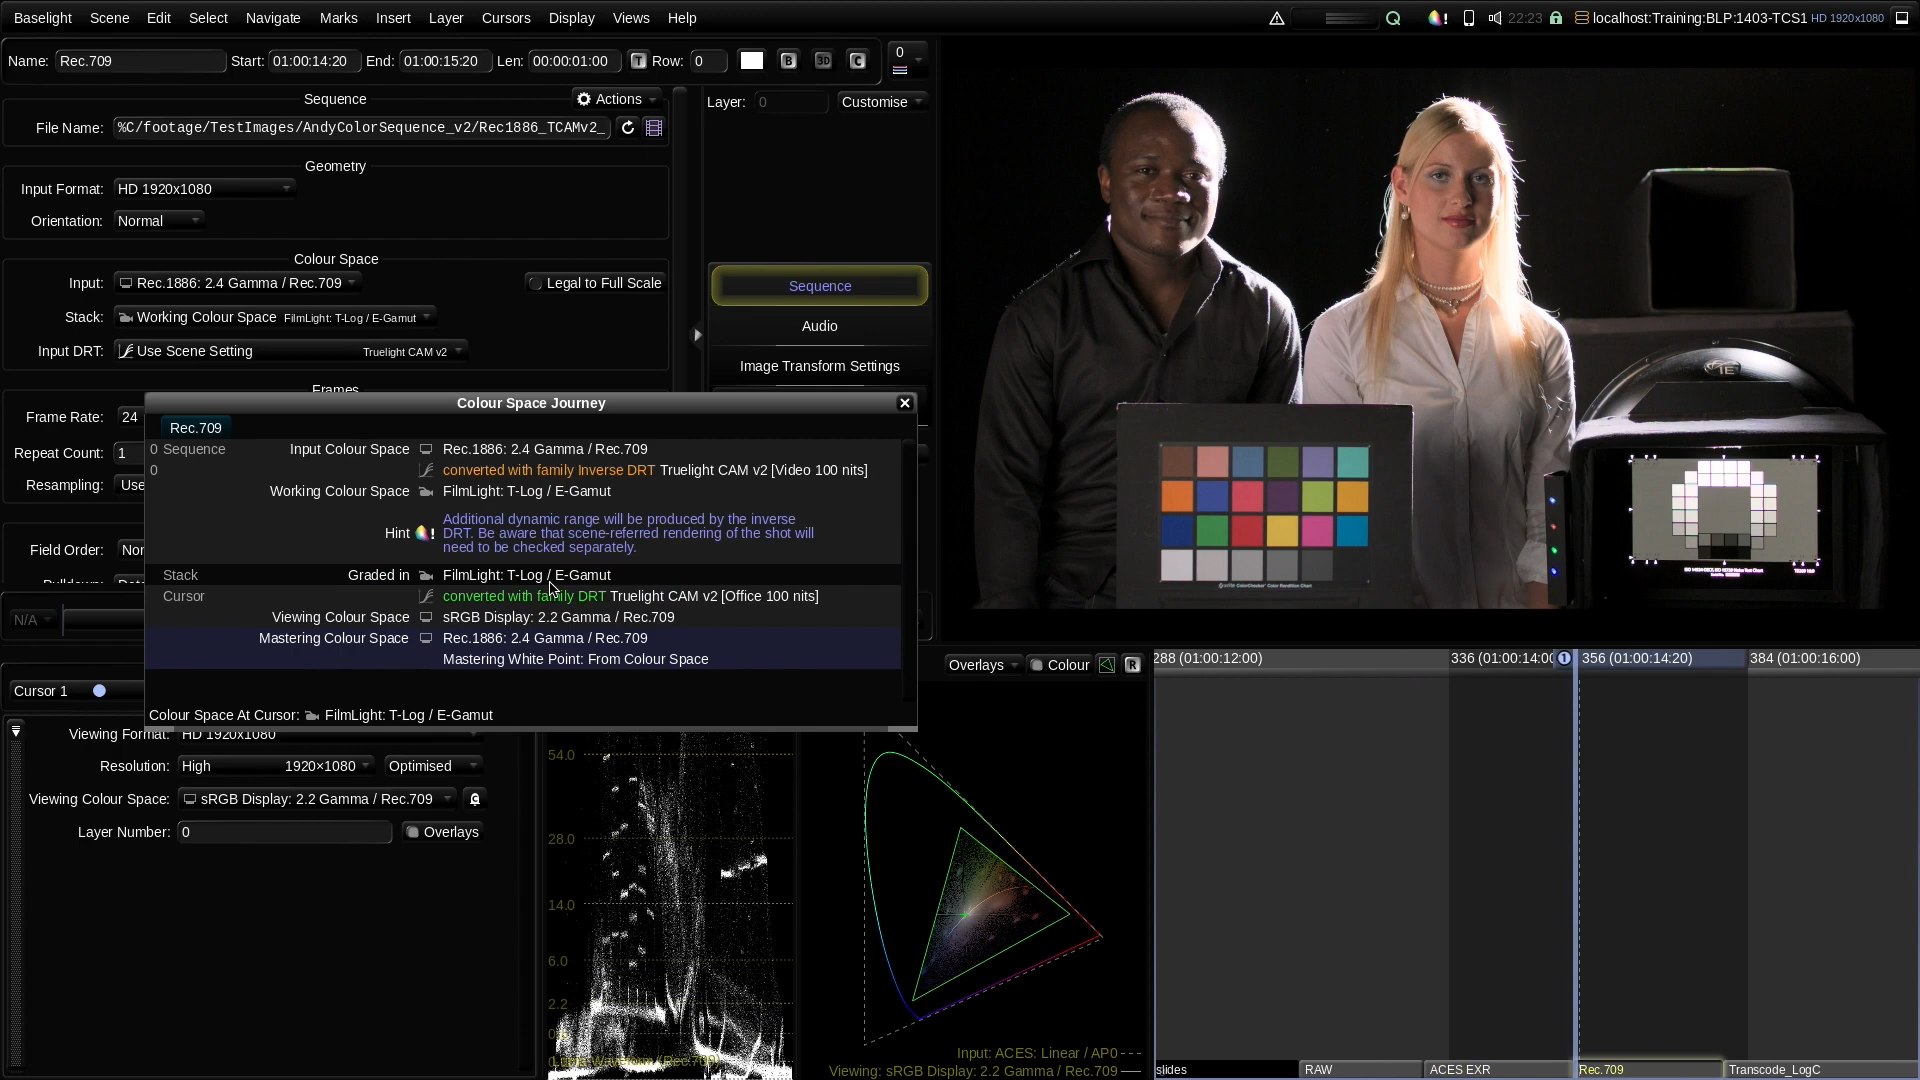 Baselight Scene Edit Select Navigate Marks Insert Layer Cursors Display Views Help
22:23 localhost:Training:BLP:1403-TCS1 HD 1920x1080
Name: Rec.709 Start: 01:00:14:20 End: 01:00:15:20 Len: 00:00:01:00 T Row: 0 B 3D C 0
Sequence Actions
Layer: 0 Customise
File Name: %C/footage/TestImages/AndyColorSequence_v2/Rec1886_TCAMv2_
Geometry
Input Format: HD 1920x1080
Orientation: Normal
Colour Space
Input: Rec.1886: 2.4 Gamma / Rec.709 Legal to Full Scale
Stack: Working Colour Space FilmLight: T-Log / E-Gamut
Input DRT: Use Scene Setting Truelight CAM v2
Sequence
Audio
Image Transform Settings
Frames
Frame Rate: 24
Repeat Count: 1
Resampling: Use
Field Order: Nor
N/A
Cursor 1
Colour Space Journey
Rec.709
0 Sequence Input Colour Space Rec.1886: 2.4 Gamma / Rec.709
0 converted with family Inverse DRT Truelight CAM v2 [Video 100 nits]
Working Colour Space FilmLight: T-Log / E-Gamut
Hint Additional dynamic range will be produced by the inverse
DRT. Be aware that scene-referred rendering of the shot will
need to be checked separately.
Stack Graded in FilmLight: T-Log / E-Gamut
Cursor converted with family DRT Truelight CAM v2 [Office 100 nits]
Viewing Colour Space sRGB Display: 2.2 Gamma / Rec.709
Mastering Colour Space Rec.1886: 2.4 Gamma / Rec.709
Mastering White Point: From Colour Space
Colour Space At Cursor: FilmLight: T-Log / E-Gamut
Viewing Format: HD 1920x1080
Resolution: High 1920×1080 Optimised
Viewing Colour Space: sRGB Display: 2.2 Gamma / Rec.709
Layer Number: 0 Overlays
Overlays Colour R
54.0
28.0
14.0
6.0
2.2
Waveform (Rec.709)
Input: ACES: Linear / AP0
Viewing: sRGB Display: 2.2 Gamma / Rec.709
288 (01:00:12:00) 336 (01:00:14:00 1 356 (01:00:14:20) 384 (01:00:16:00)
slides RAW ACES EXR Rec.709 Transcode_LogC